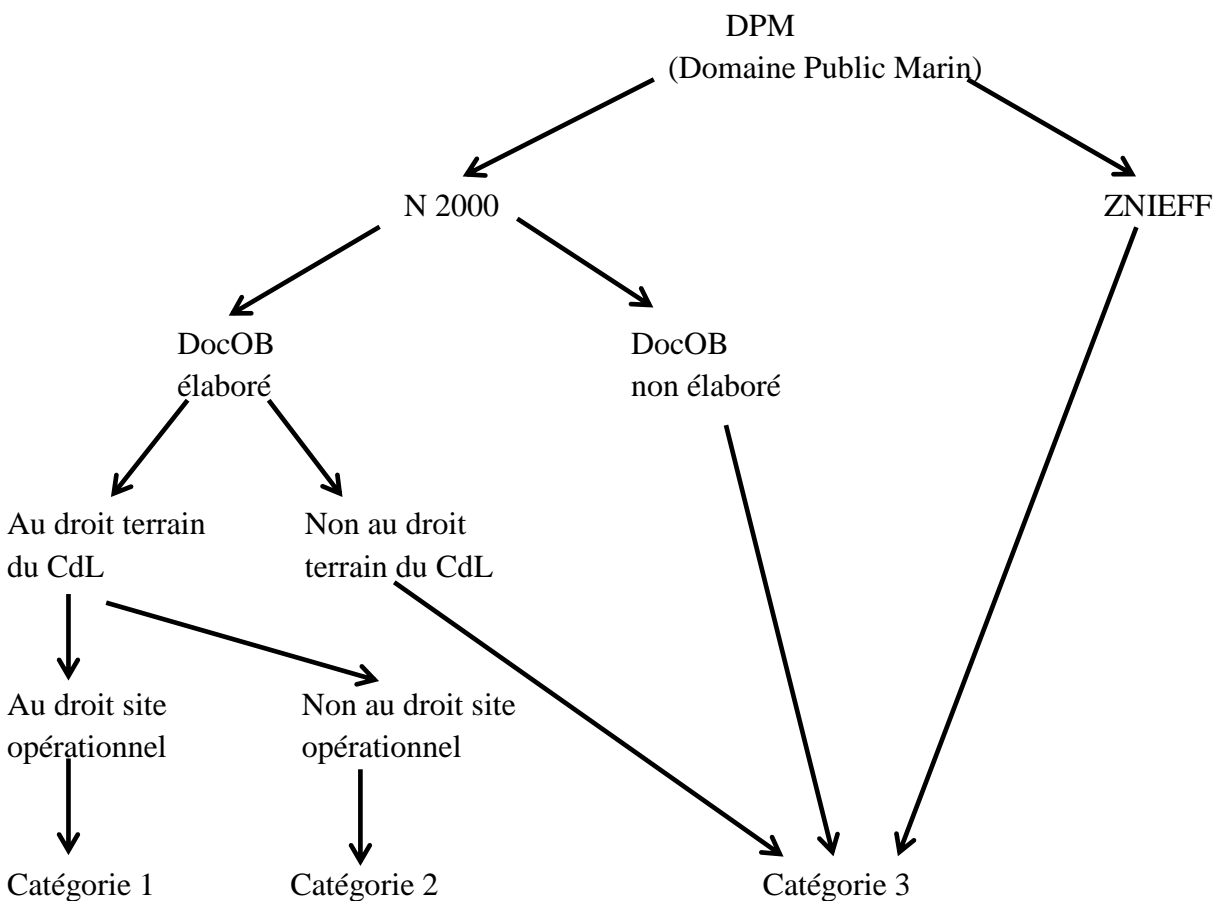 DPM
(Domaine Public Marin)
N 2000
ZNIEFF
DocOB
élaboré
DocOB
non élaboré
Au droit terrain
du CdL
Non au droit
terrain du CdL
Au droit site
opérationnel
Non au droit site
opérationnel
Catégorie 1
Catégorie 2
Catégorie 3